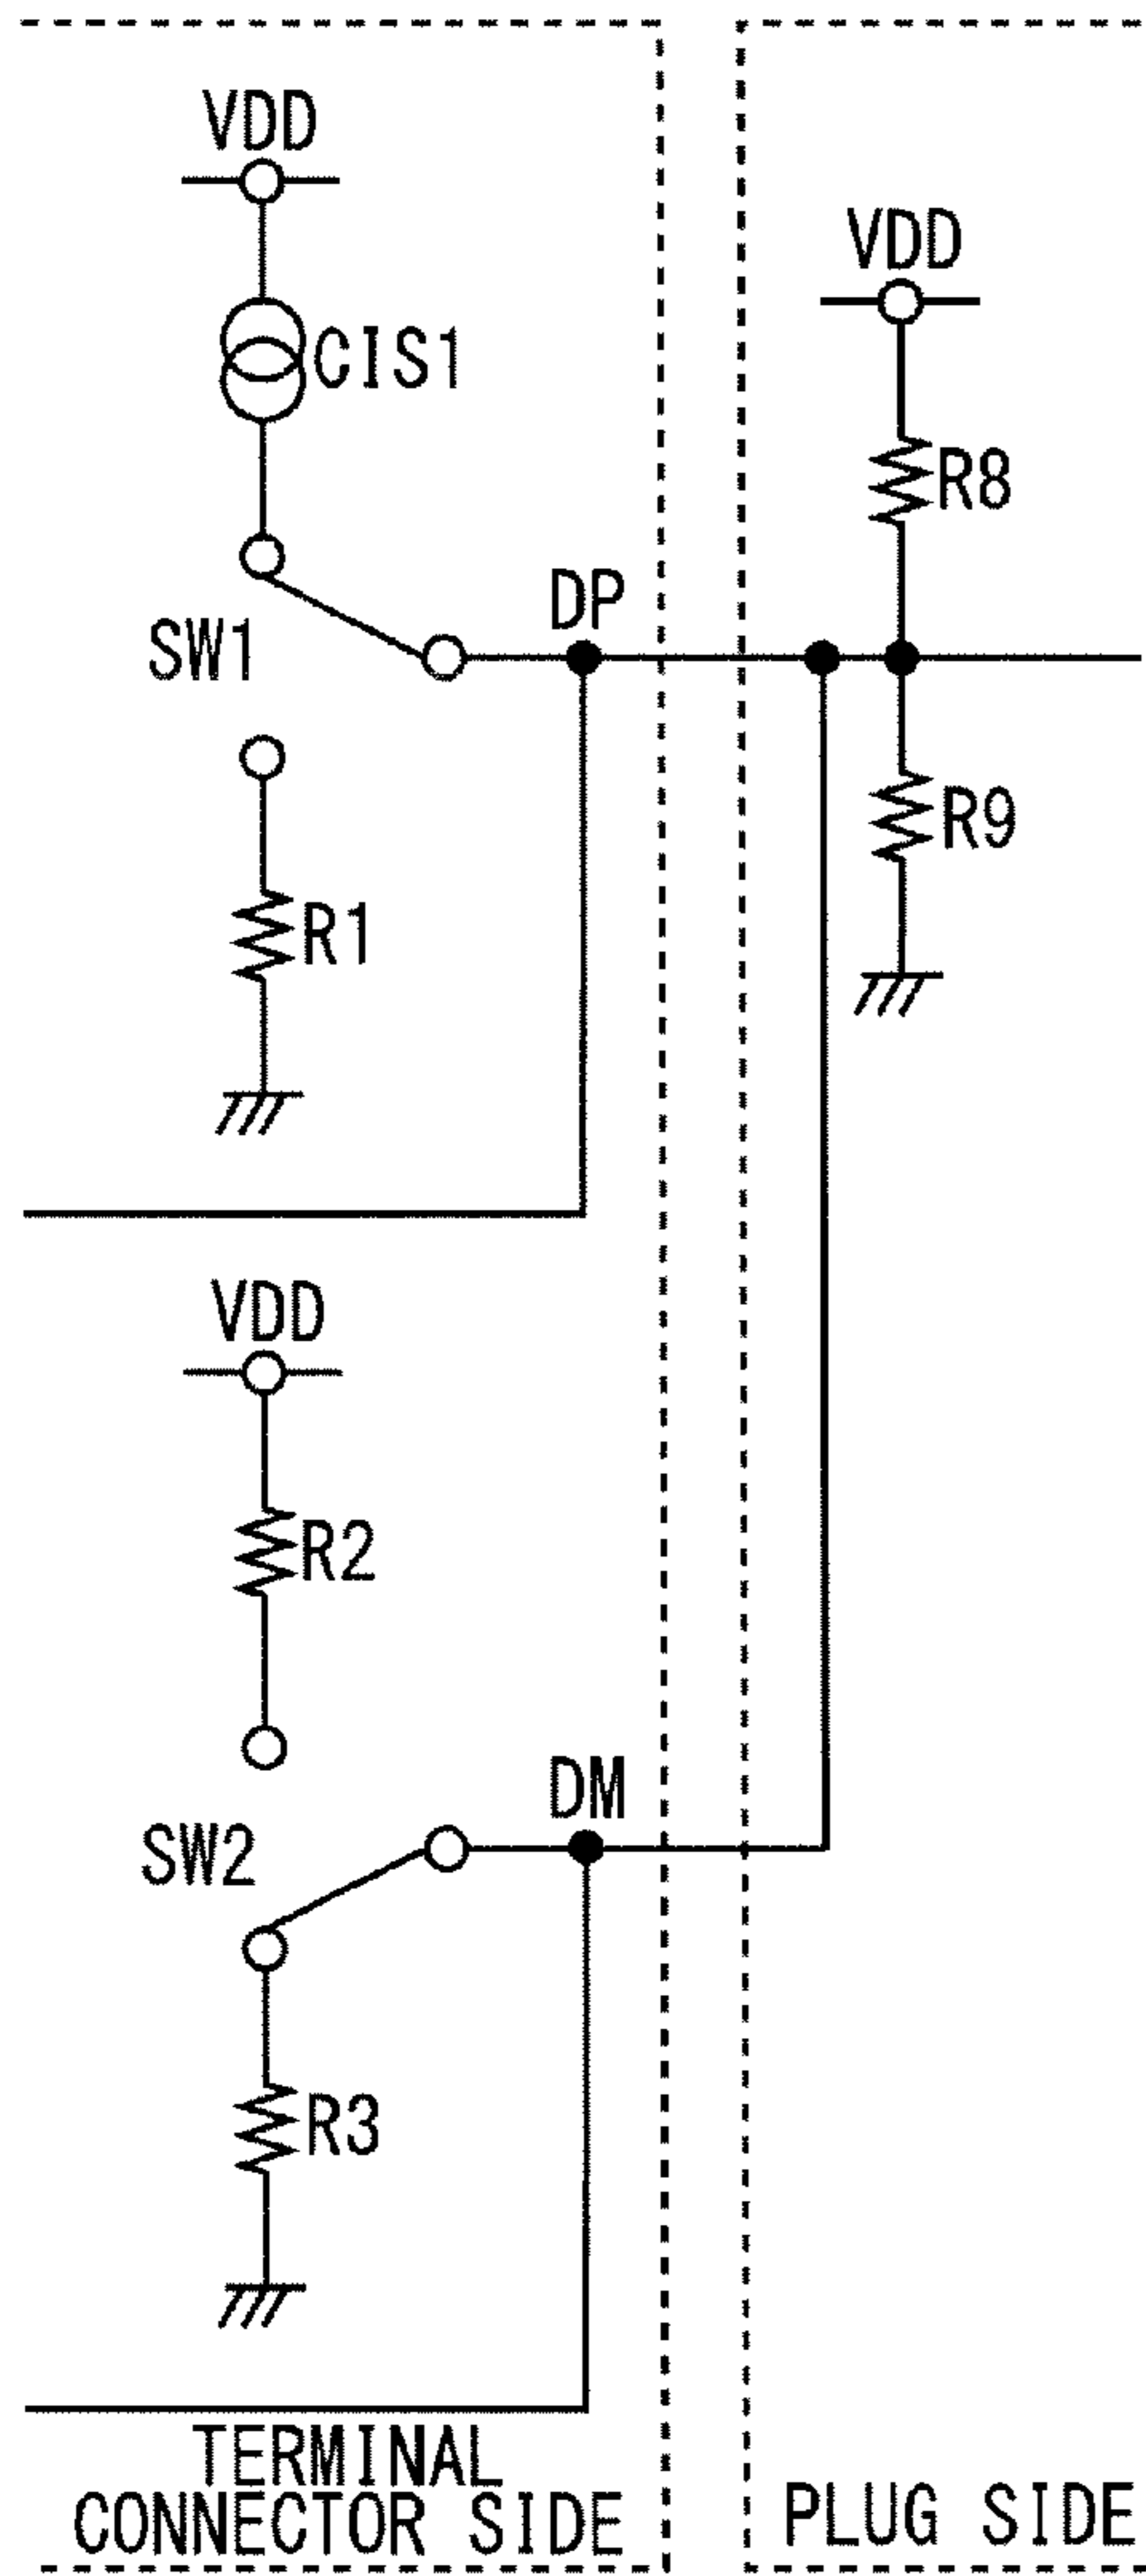 VDD
CIS1
SW1
DP
R1
VDD
R8
R9
VDD
R2
SW2
DM
R3
TERMINAL
CONNECTOR SIDE
PLUG SIDE